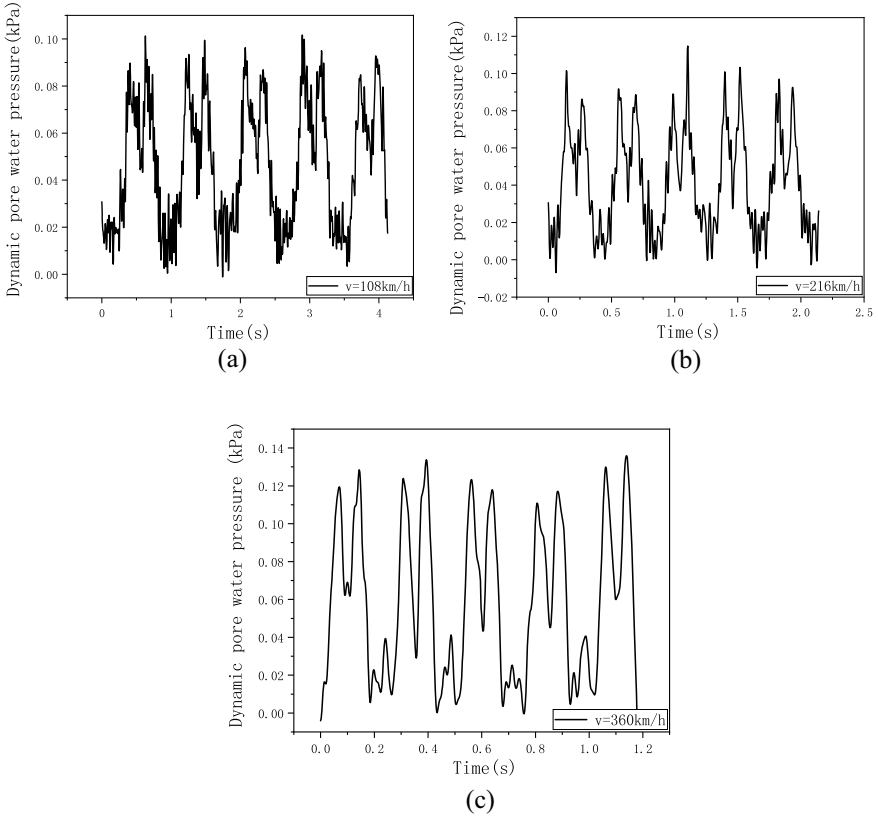 Dynamic pore water pressure(kPa)
0.10
0.08
0.06
0.04
0.02
0.00
v=108km/h
0 1 2 3 4
Time(s)
(a)
Dynamic pore water pressure(kPa)
0.12
0.10
0.08
0.06
0.04
0.02
0.00
-0.02
v=216km/h
0.0 0.5 1.0 1.5 2.0 2.5
Time(s)
(b)
Dynamic pore water pressure (kPa)
0.14
0.12
0.10
0.08
0.06
0.04
0.02
0.00
v=360km/h
0.0 0.2 0.4 0.6 0.8 1.0 1.2
Time(s)
(c)